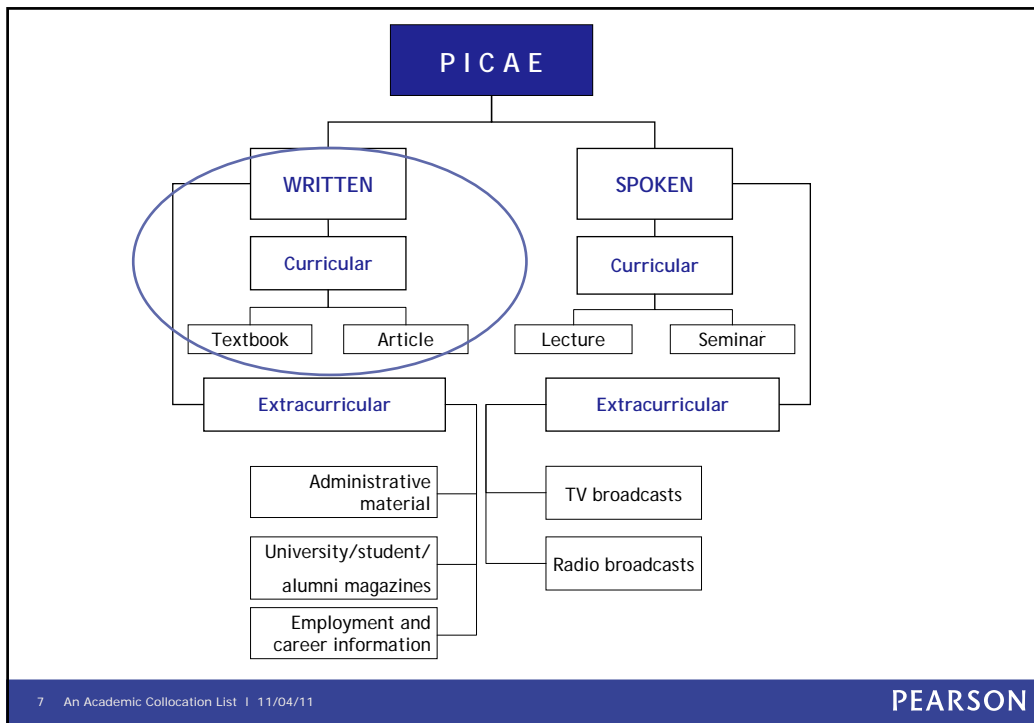 P I C A E
WRITTEN
SPOKEN
Curricular
Curricular
Textbook
Article
Lecture
Seminar
Extracurricular
Extracurricular
Administrative
material
TV broadcasts
University/student/
alumni magazines
Radio broadcasts
Employment and
career information
7 An Academic Collocation List l 11/04/11
PEARSON